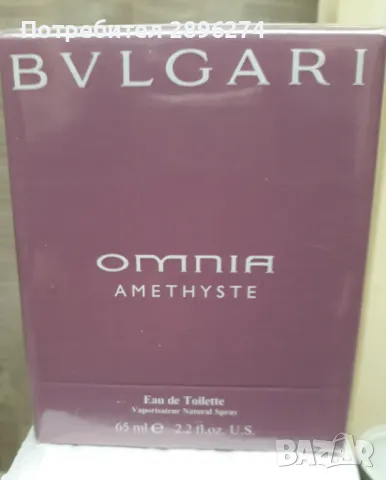 Потребител 2896274
BVLGARI
OMNIA
AMETHYSTE
Eau de Toilette
Vaporisateur Natural Spray
65 ml e 2.2 fl.oz. U.S.
BAZAR